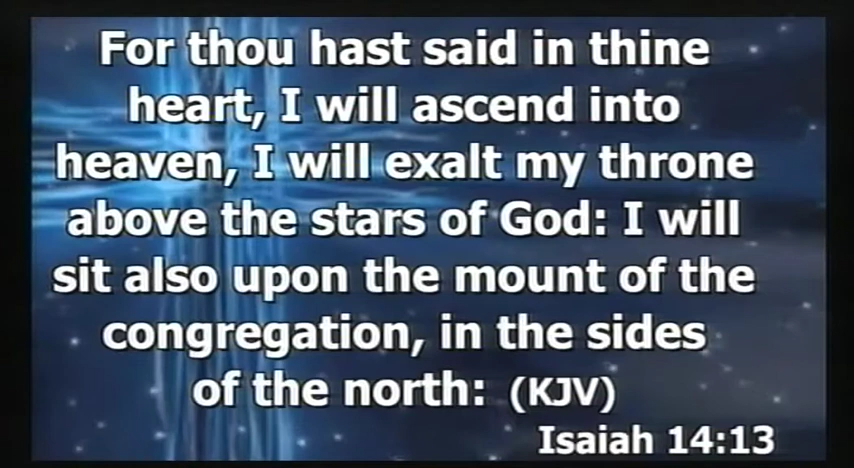 For thou hast said in thine
heart, I will ascend into
heaven, I will exalt my throne
above the stars of God: I will
sit also upon the mount of the
congregation, in the sides
of the north: (KJV)
Isaiah 14:13